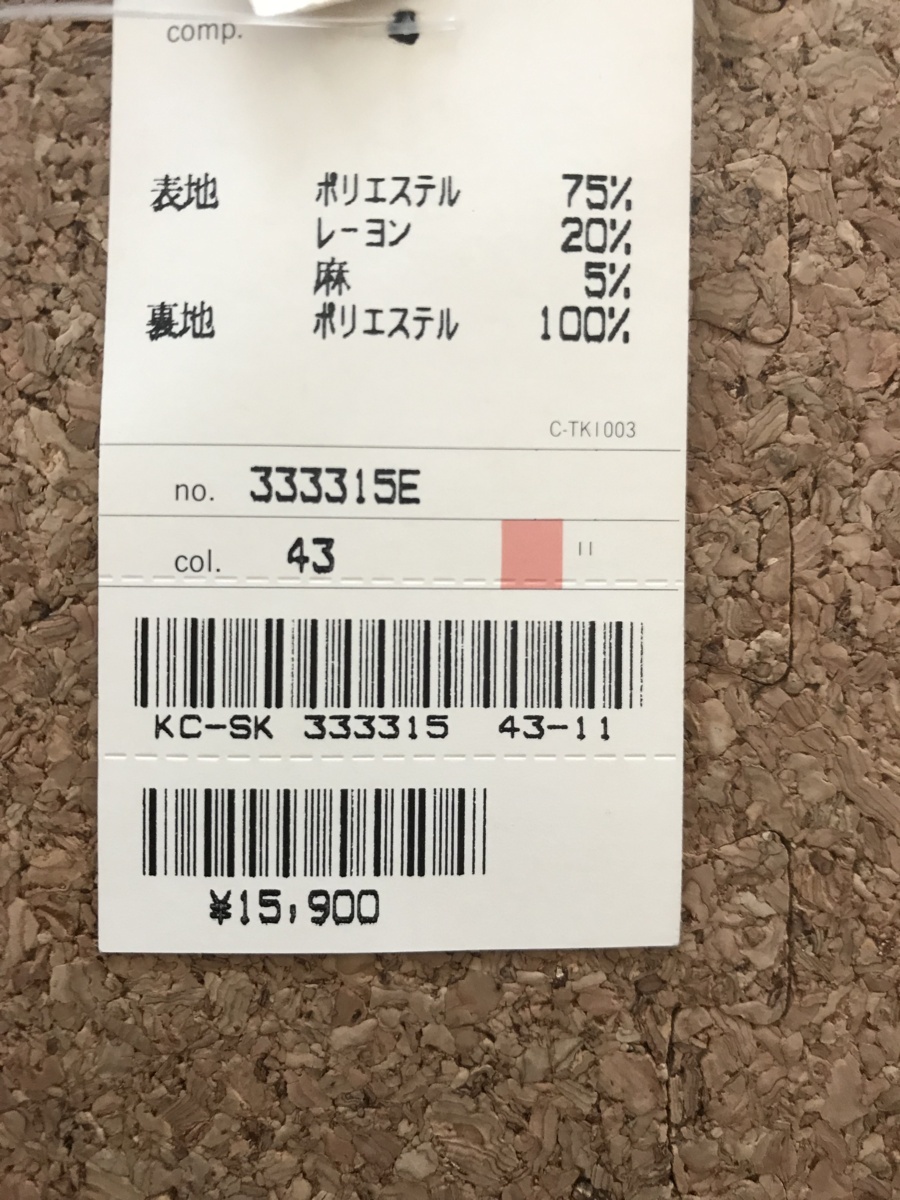 comp.
表地 ポリエステル 75%
レーヨン 20%
麻 5%
裏地 ポリエステル 100%
C-TK1003
no. 333315E
col. 43 11
KC-SK 333315 43-11
¥15,900